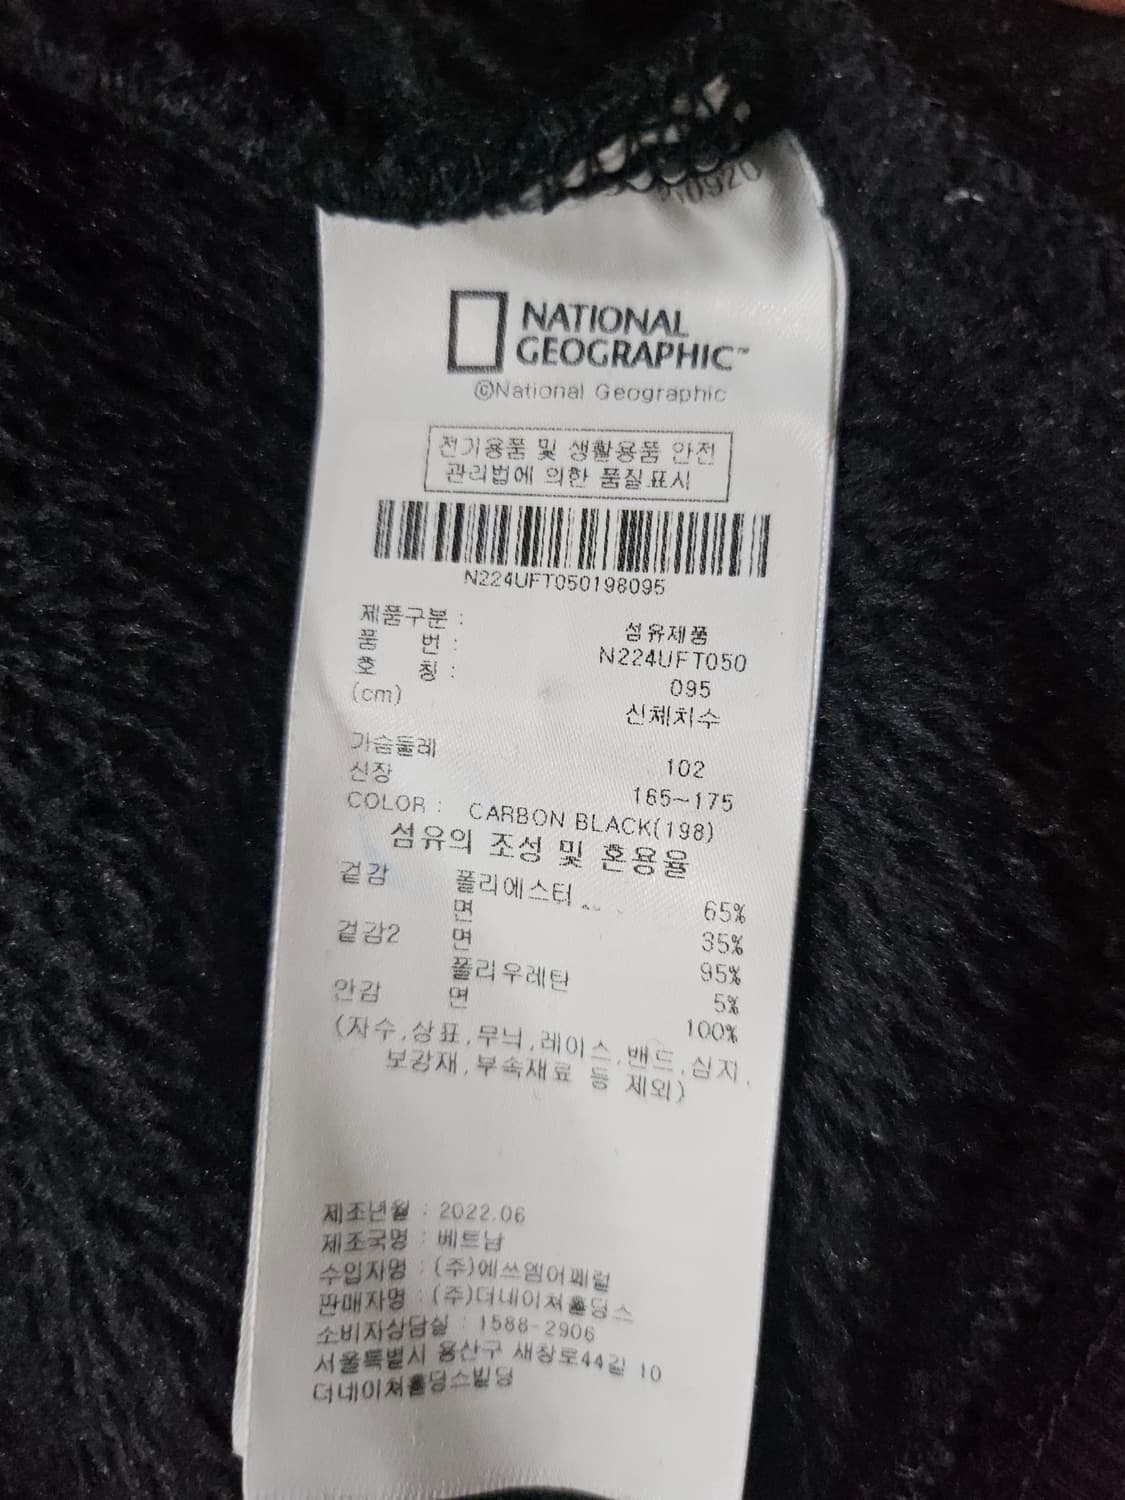 NATIONAL
GEOGRAPHIC™
©National Geographic
전기용품 및 생활용품 안전
관리법에 의한 품질표시
N224UFT050198095
제품구분 : 섬유제품
품 번 : N224UFT050
호 칭 : 095
(cm) 신체치수
가슴둘레 102
신장 165~175
COLOR : CARBON BLACK(198)
섬유의 조성 및 혼용율
겉감 폴리에스터 65%
면 35%
겉감2 면 95%
폴리우레탄 5%
안감 면 100%
(자수,상표,무늬,레이스,밴드,심지,
보강재,부속재료 등 제외)
제조년월 : 2022.06
제조국명 : 베트남
수입자명 : (주)에쓰엠어페럴
판매자명 : (주)더네이쳐홀딩스
소비자상담실 : 1588-2906
서울특별시 용산구 새창로44길 10
더네이쳐홀딩스빌딩